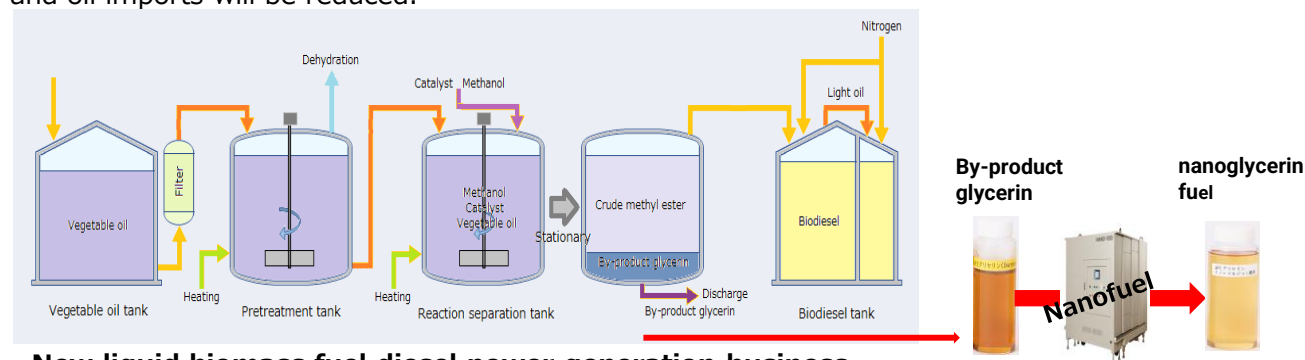 and oil imports will be reduced.
Nitrogen
Dehydration
Catalyst Methanol
Light oil
Filter
Vegetable oil
Methanol
Catalyst
Vegetable oil
Stationary
Crude methyl ester
By-product glycerin
Biodiesel
Heating
Heating
Discharge
By-product glycerin
Vegetable oil tank
Pretreatment tank
Reaction separation tank
Biodiesel tank
By-product
glycerin
nanoglycerin
fuel
Nanofuel
New liquid biomass fuel diesel power generation business